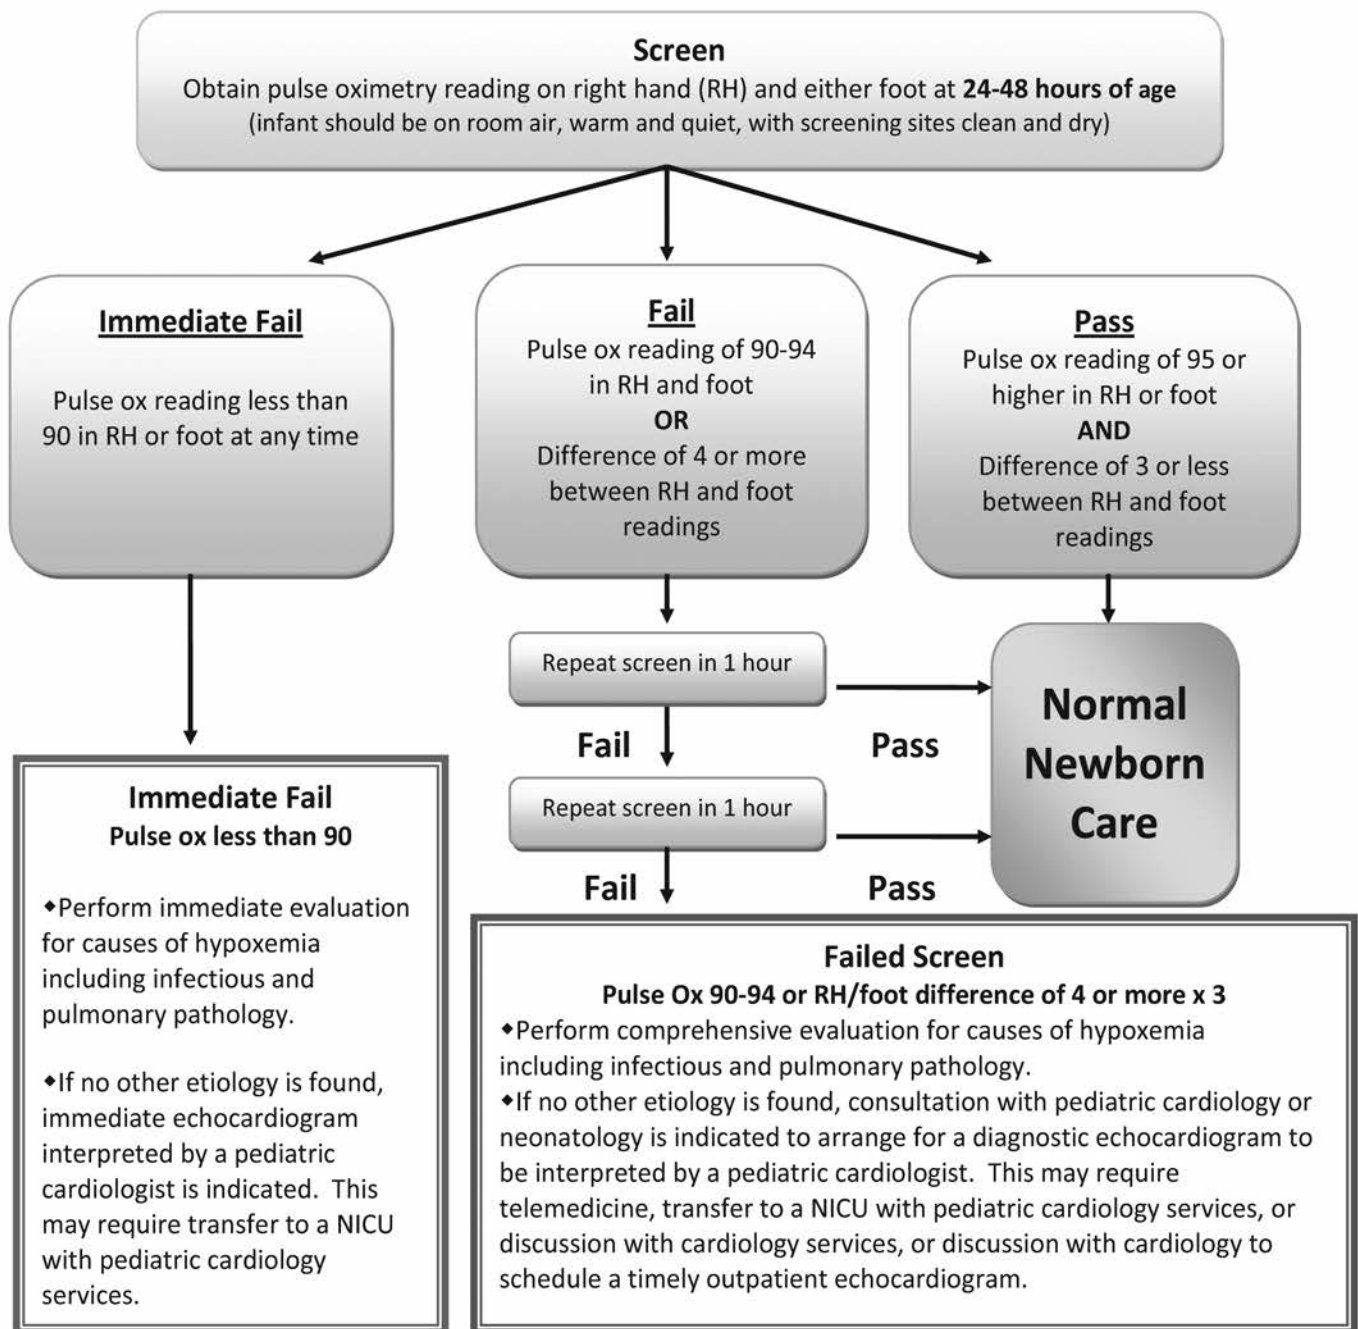 Screen
Obtain pulse oximetry reading on right hand (RH) and either foot at 24-48 hours of age
(infant should be on room air, warm and quiet, with screening sites clean and dry)
Immediate Fail
Pulse ox reading less than
90 in RH or foot at any time
Fail
Pulse ox reading of 90-94
in RH and foot
OR
Difference of 4 or more
between RH and foot
readings
Pass
Pulse ox reading of 95 or
higher in RH or foot
AND
Difference of 3 or less
between RH and foot
readings
Repeat screen in 1 hour
Fail
Pass
Repeat screen in 1 hour
Fail
Pass
Normal
Newborn
Care
Immediate Fail
Pulse ox less than 90
◆Perform immediate evaluation
for causes of hypoxemia
including infectious and
pulmonary pathology.
◆If no other etiology is found,
immediate echocardiogram
interpreted by a pediatric
cardiologist is indicated. This
may require transfer to a NICU
with pediatric cardiology
services.
Failed Screen
Pulse Ox 90-94 or RH/foot difference of 4 or more x 3
◆Perform comprehensive evaluation for causes of hypoxemia
including infectious and pulmonary pathology.
◆If no other etiology is found, consultation with pediatric cardiology or
neonatology is indicated to arrange for a diagnostic echocardiogram to
be interpreted by a pediatric cardiologist. This may require
telemedicine, transfer to a NICU with pediatric cardiology services, or
discussion with cardiology services, or discussion with cardiology to
schedule a timely outpatient echocardiogram.